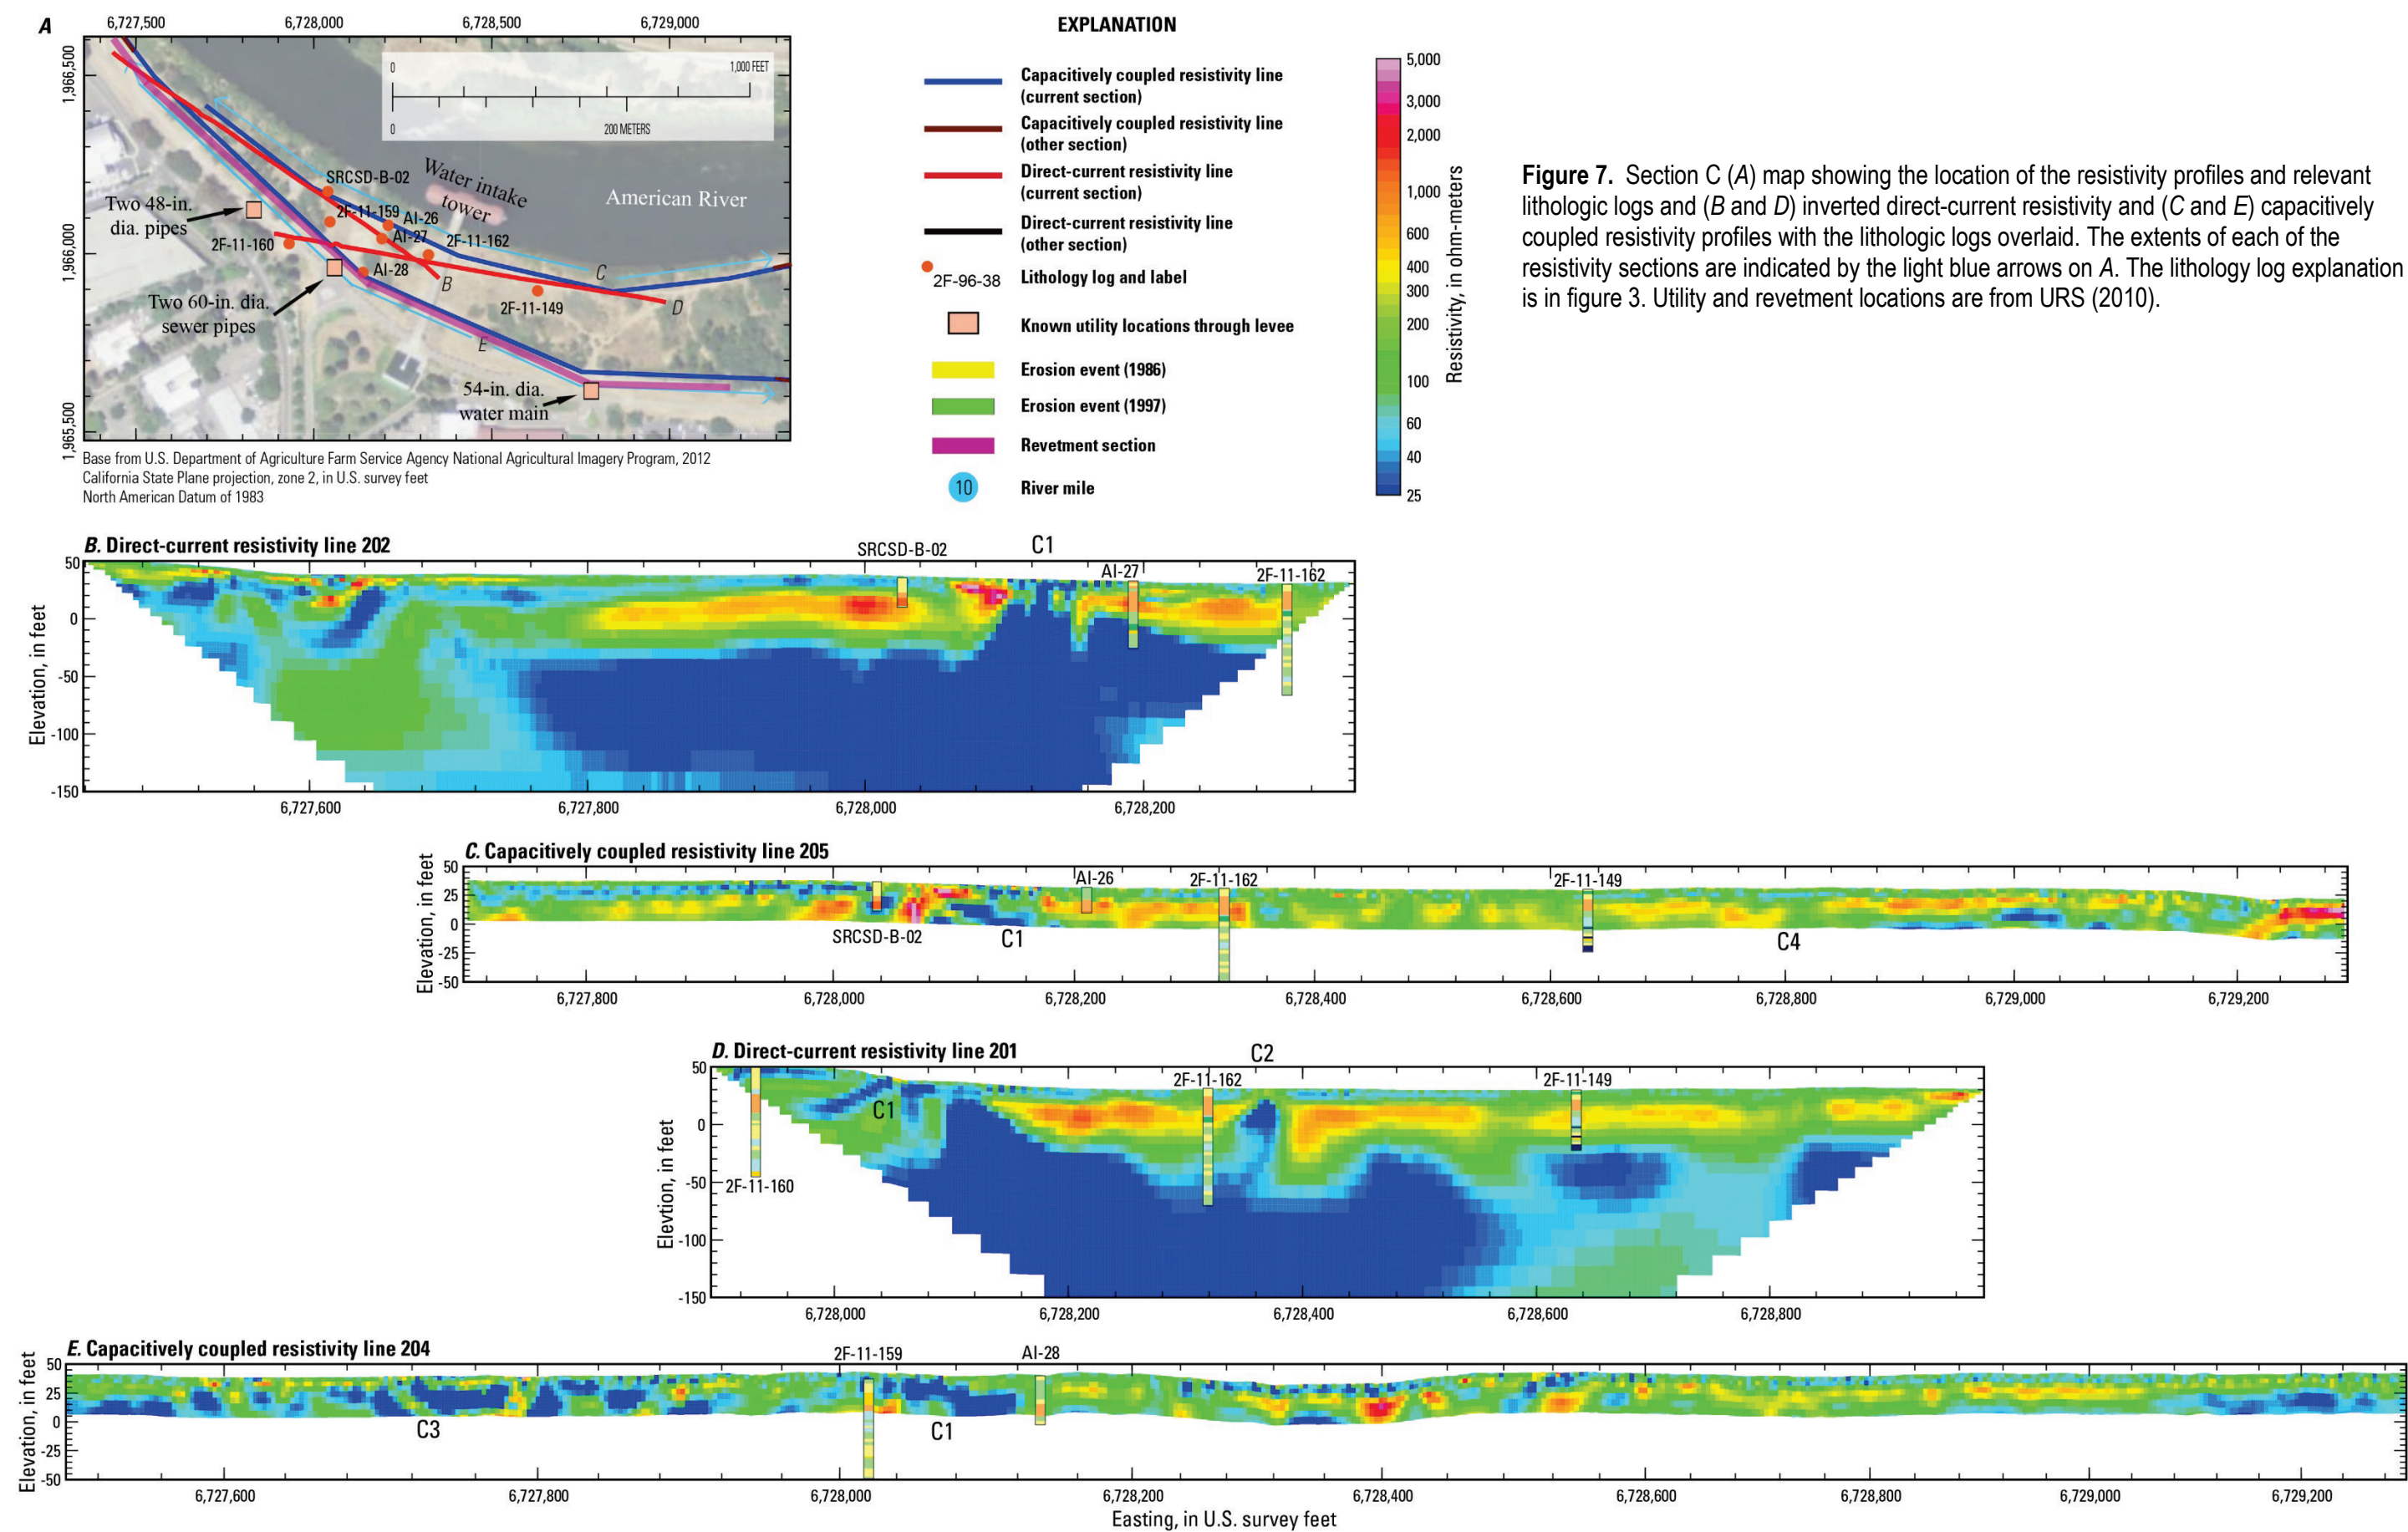 A
6,727,500 6,728,000 6,728,500 6,729,000
1,966,500
1,966,000
1,965,500
0 1,000 FEET
0 200 METERS
SRCSD-B-02
Water intake
tower
American River
Two 48-in.
dia. pipes
2F-11-159
AI-26
2F-11-160
AI-27
2F-11-162
AI-28
B
C
D
Two 60-in. dia.
sewer pipes
2F-11-149
E
54-in. dia.
water main
Base from U.S. Department of Agriculture Farm Service Agency National Agricultural Imagery Program, 2012
California State Plane projection, zone 2, in U.S. survey feet
North American Datum of 1983
EXPLANATION
Capacitively coupled resistivity line
(current section)
Capacitively coupled resistivity line
(other section)
Direct-current resistivity line
(current section)
Direct-current resistivity line
(other section)
2F-96-38 Lithology log and label
Known utility locations through levee
Erosion event (1986)
Erosion event (1997)
Revetment section
10 River mile
5,000
3,000
2,000
1,000
600
400
300
200
100
60
40
25
Resistivity, in ohm-meters
Figure 7. Section C (A) map showing the location of the resistivity profiles and relevant
lithologic logs and (B and D) inverted direct-current resistivity and (C and E) capacitively
coupled resistivity profiles with the lithologic logs overlaid. The extents of each of the
resistivity sections are indicated by the light blue arrows on A. The lithology log explanation
is in figure 3. Utility and revetment locations are from URS (2010).
B. Direct-current resistivity line 202
SRCSD-B-02 C1 AI-27 2F-11-162
50
0
-50
-100
-150
Elevation, in feet
6,727,600 6,727,800 6,728,000 6,728,200
C. Capacitively coupled resistivity line 205
50
25
0
-25
-50
Elevation, in feet
AI-26 2F-11-162 2F-11-149
SRCSD-B-02 C1 C4
6,727,800 6,728,000 6,728,200 6,728,400 6,728,600 6,728,800 6,729,000 6,729,200
D. Direct-current resistivity line 201
C2
50
0
-50
-100
-150
Elevtion, in feet
2F-11-162 2F-11-149
C1
2F-11-160
6,728,000 6,728,200 6,728,400 6,728,600 6,728,800
E. Capacitively coupled resistivity line 204
2F-11-159 AI-28
50
25
0
-25
-50
Elevation, in feet
C3 C1
6,727,600 6,727,800 6,728,000 6,728,200 6,728,400 6,728,600 6,728,800 6,729,000 6,729,200
Easting, in U.S. survey feet